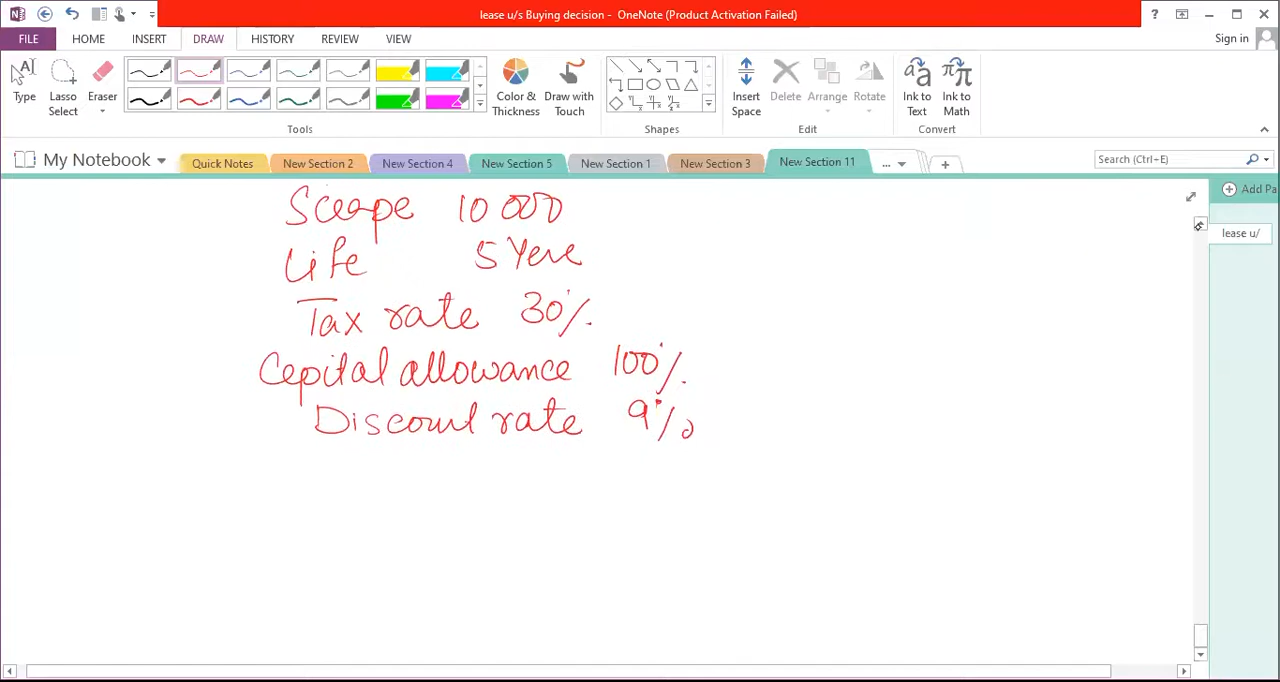 lease u/s Buying decision - OneNote (Product Activation Failed)
Sign in
FILE HOME INSERT DRAW HISTORY REVIEW VIEW
Type
Lasso Select
Eraser
Color & Thickness
Draw with Touch
Insert Space
Delete
Arrange
Rotate
Ink to Text
Ink to Math
Tools
Shapes
Edit
Convert
My Notebook
Quick Notes
New Section 2
New Section 4
New Section 5
New Section 1
New Section 3
New Section 11
...
Search (Ctrl+E)
Add Pa
lease u/
Scerpe 10 000
Life 5 Yere
Tax rate 30%.
Cepital allowance 100%.
Discount rate 9%